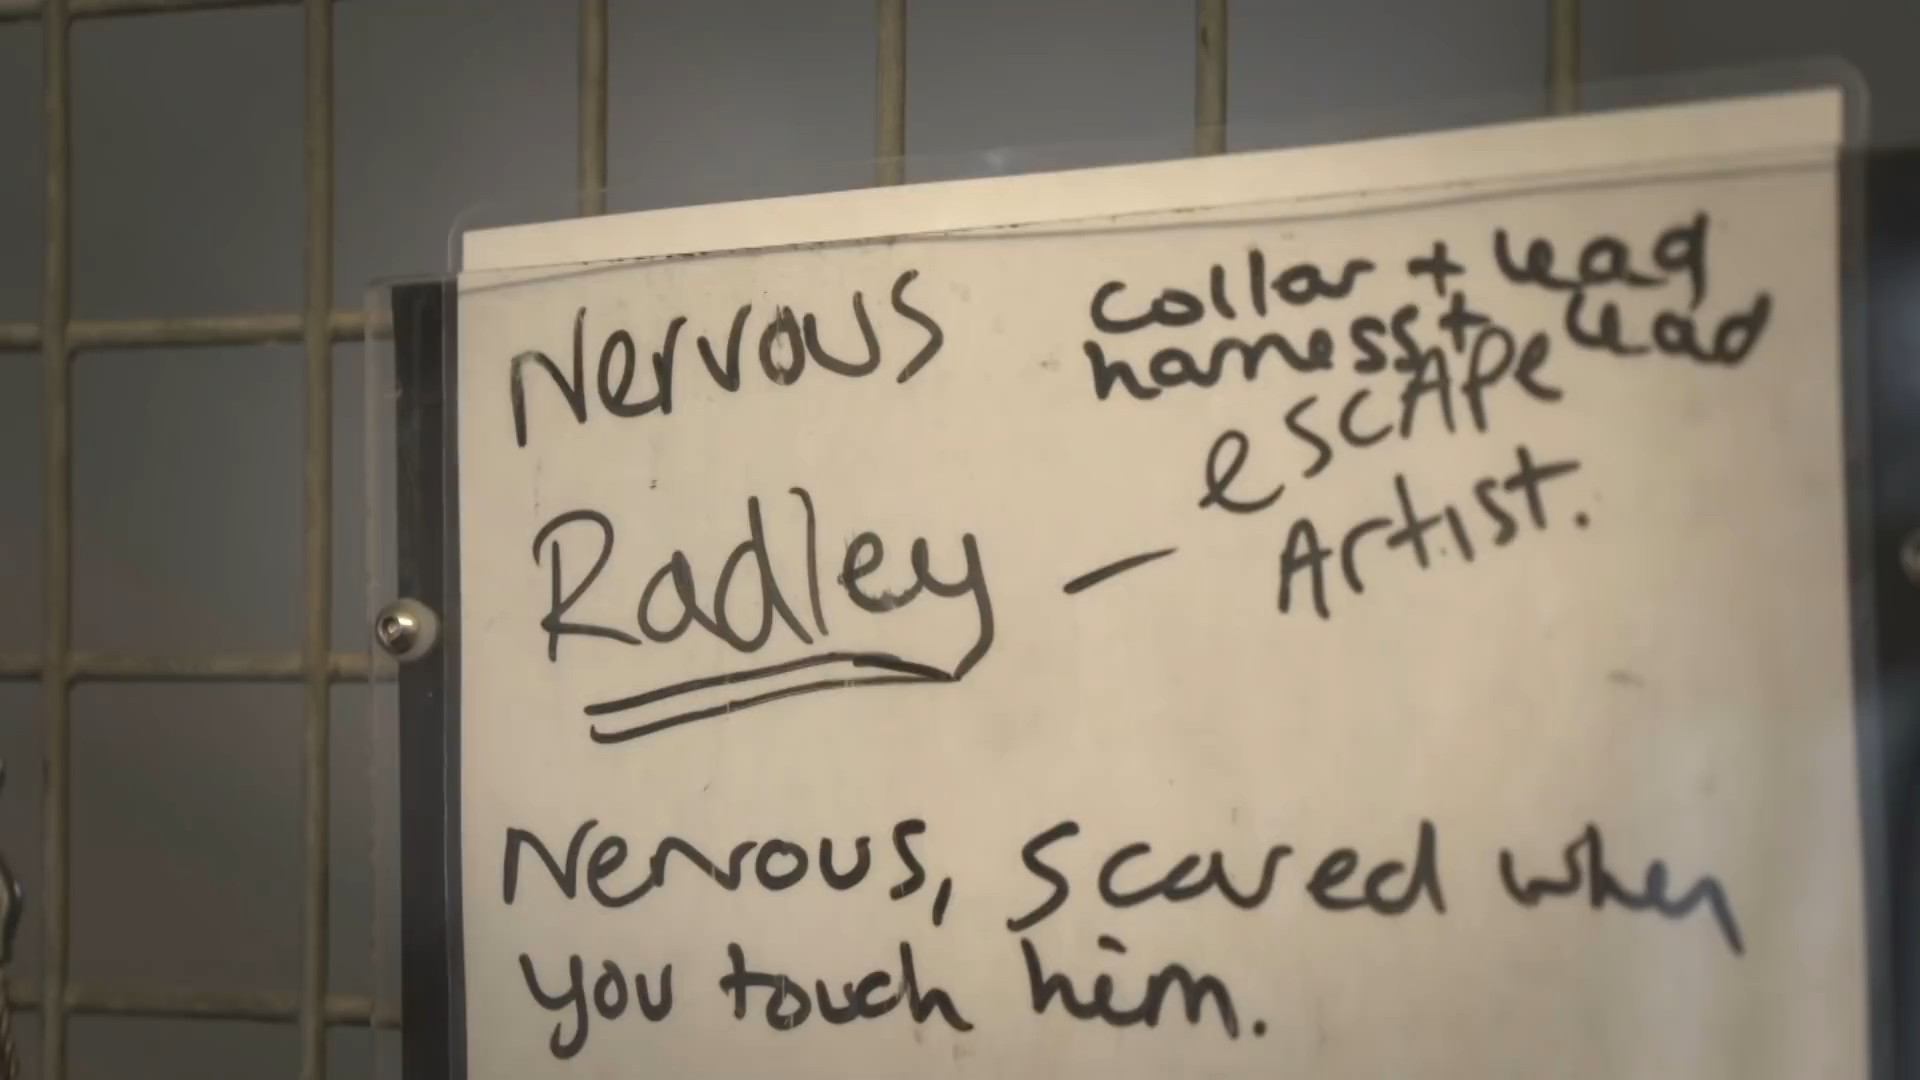 Nervous
collar + lead
harness + lead
Radley - escApe
Artist.
Nervous, scared when
you touch him.